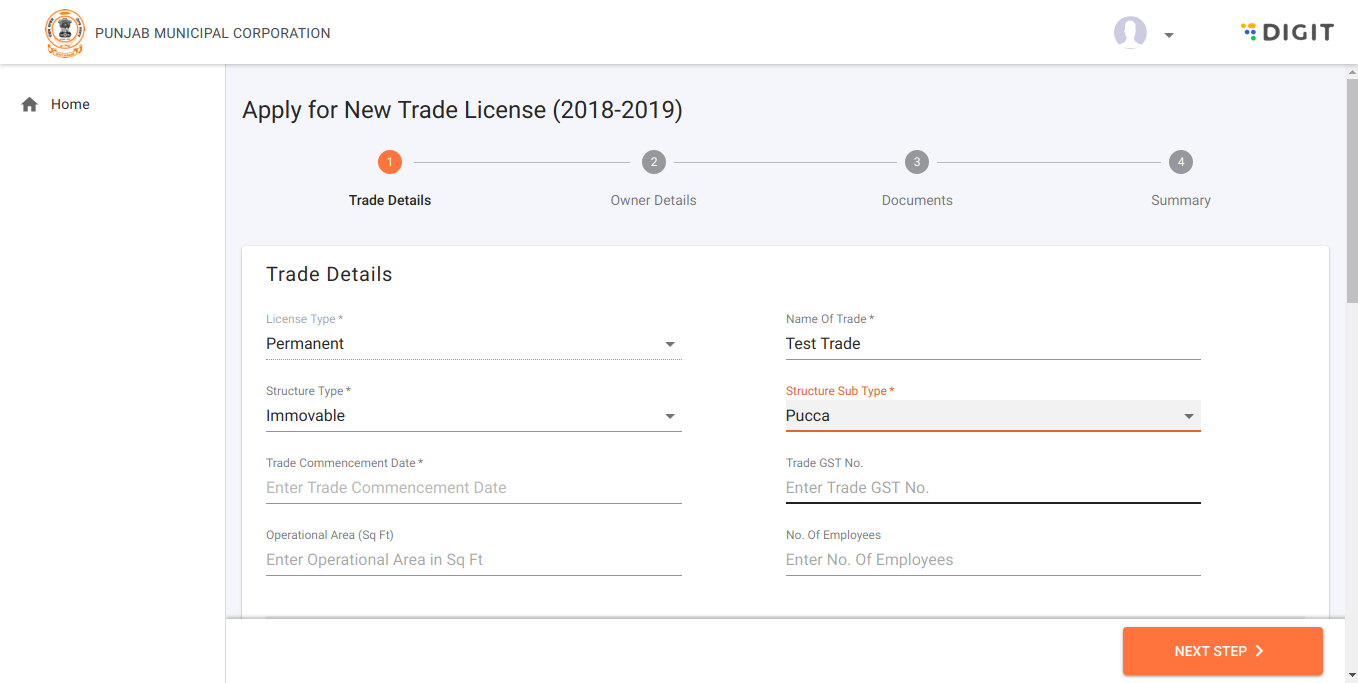 PUNJAB MUNICIPAL CORPORATION
DIGIT
Home
Apply for New Trade License (2018-2019)
1
2
3
4
Trade Details
Owner Details
Documents
Summary
Trade Details
License Type *
Name Of Trade *
Permanent
Test Trade
Structure Type *
Structure Sub Type *
Immovable
Pucca
Trade Commencement Date *
Trade GST No.
Enter Trade Commencement Date
Enter Trade GST No.
Operational Area (Sq Ft)
No. Of Employees
Enter Operational Area in Sq Ft
Enter No. Of Employees
NEXT STEP